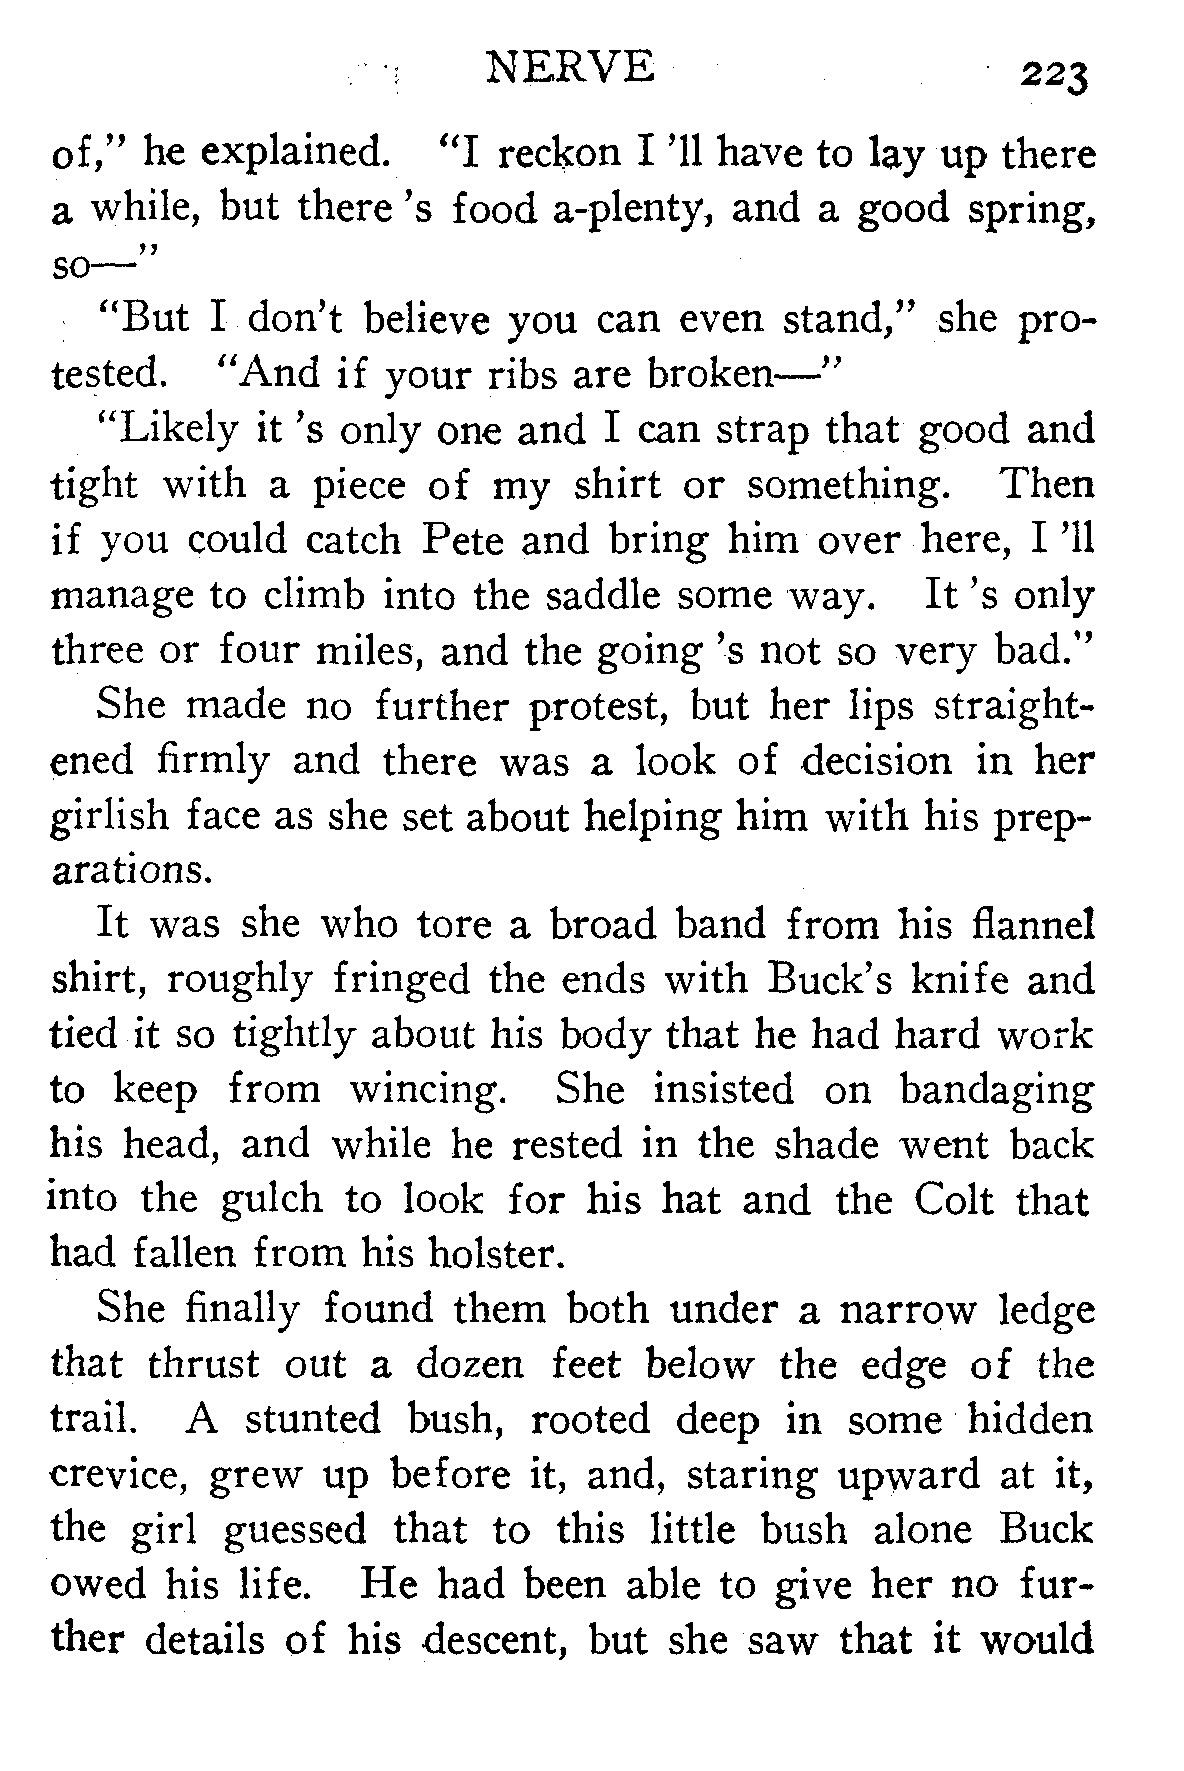 NERVE 223
of," he explained. "I reckon I 'll have to lay up there
a while, but there 's food a-plenty, and a good spring,
so—"
"But I don't believe you can even stand," she pro-
tested. "And if your ribs are broken—"
"Likely it 's only one and I can strap that good and
tight with a piece of my shirt or something. Then
if you could catch Pete and bring him over here, I 'll
manage to climb into the saddle some way. It 's only
three or four miles, and the going 's not so very bad."
She made no further protest, but her lips straight-
ened firmly and there was a look of decision in her
girlish face as she set about helping him with his prep-
arations.
It was she who tore a broad band from his flannel
shirt, roughly fringed the ends with Buck's knife and
tied it so tightly about his body that he had hard work
to keep from wincing. She insisted on bandaging
his head, and while he rested in the shade went back
into the gulch to look for his hat and the Colt that
had fallen from his holster.
She finally found them both under a narrow ledge
that thrust out a dozen feet below the edge of the
trail. A stunted bush, rooted deep in some hidden
crevice, grew up before it, and, staring upward at it,
the girl guessed that to this little bush alone Buck
owed his life. He had been able to give her no fur-
ther details of his descent, but she saw that it would